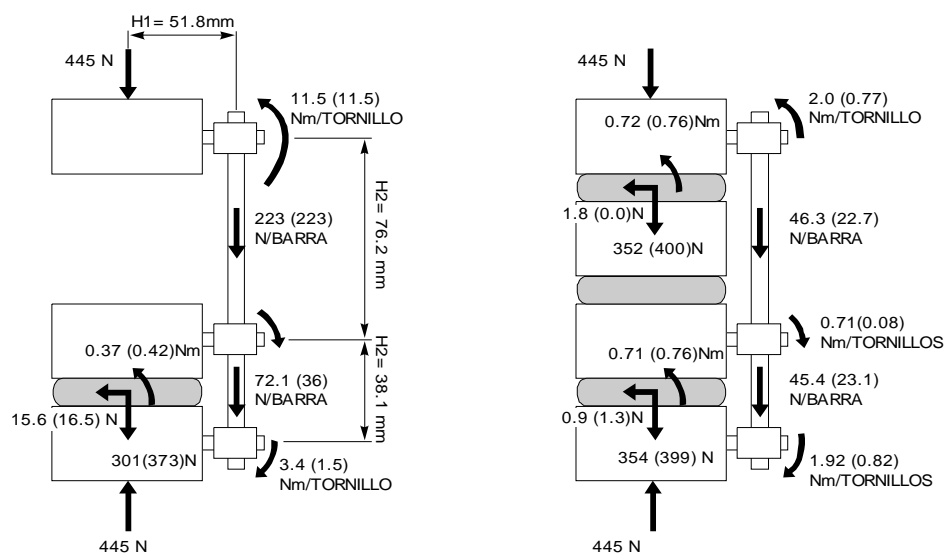 H1= 51.8mm
445 N
11.5 (11.5)
Nm/TORNILLO
H2= 76.2 mm
223 (223)
N/BARRA
0.37 (0.42)Nm
72.1 (36)
N/BARRA
H2= 38.1 mm
15.6 (16.5) N
301(373)N
3.4 (1.5)
Nm/TORNILLO
445 N
445 N
2.0 (0.77)
Nm/TORNILLO
0.72 (0.76)Nm
1.8 (0.0)N
352 (400)N
46.3 (22.7)
N/BARRA
0.71(0.08)
Nm/TORNILLOS
0.71 (0.76)Nm
45.4 (23.1)
N/BARRA
0.9 (1.3)N
354 (399) N
1.92 (0.82)
Nm/TORNILLOS
445 N